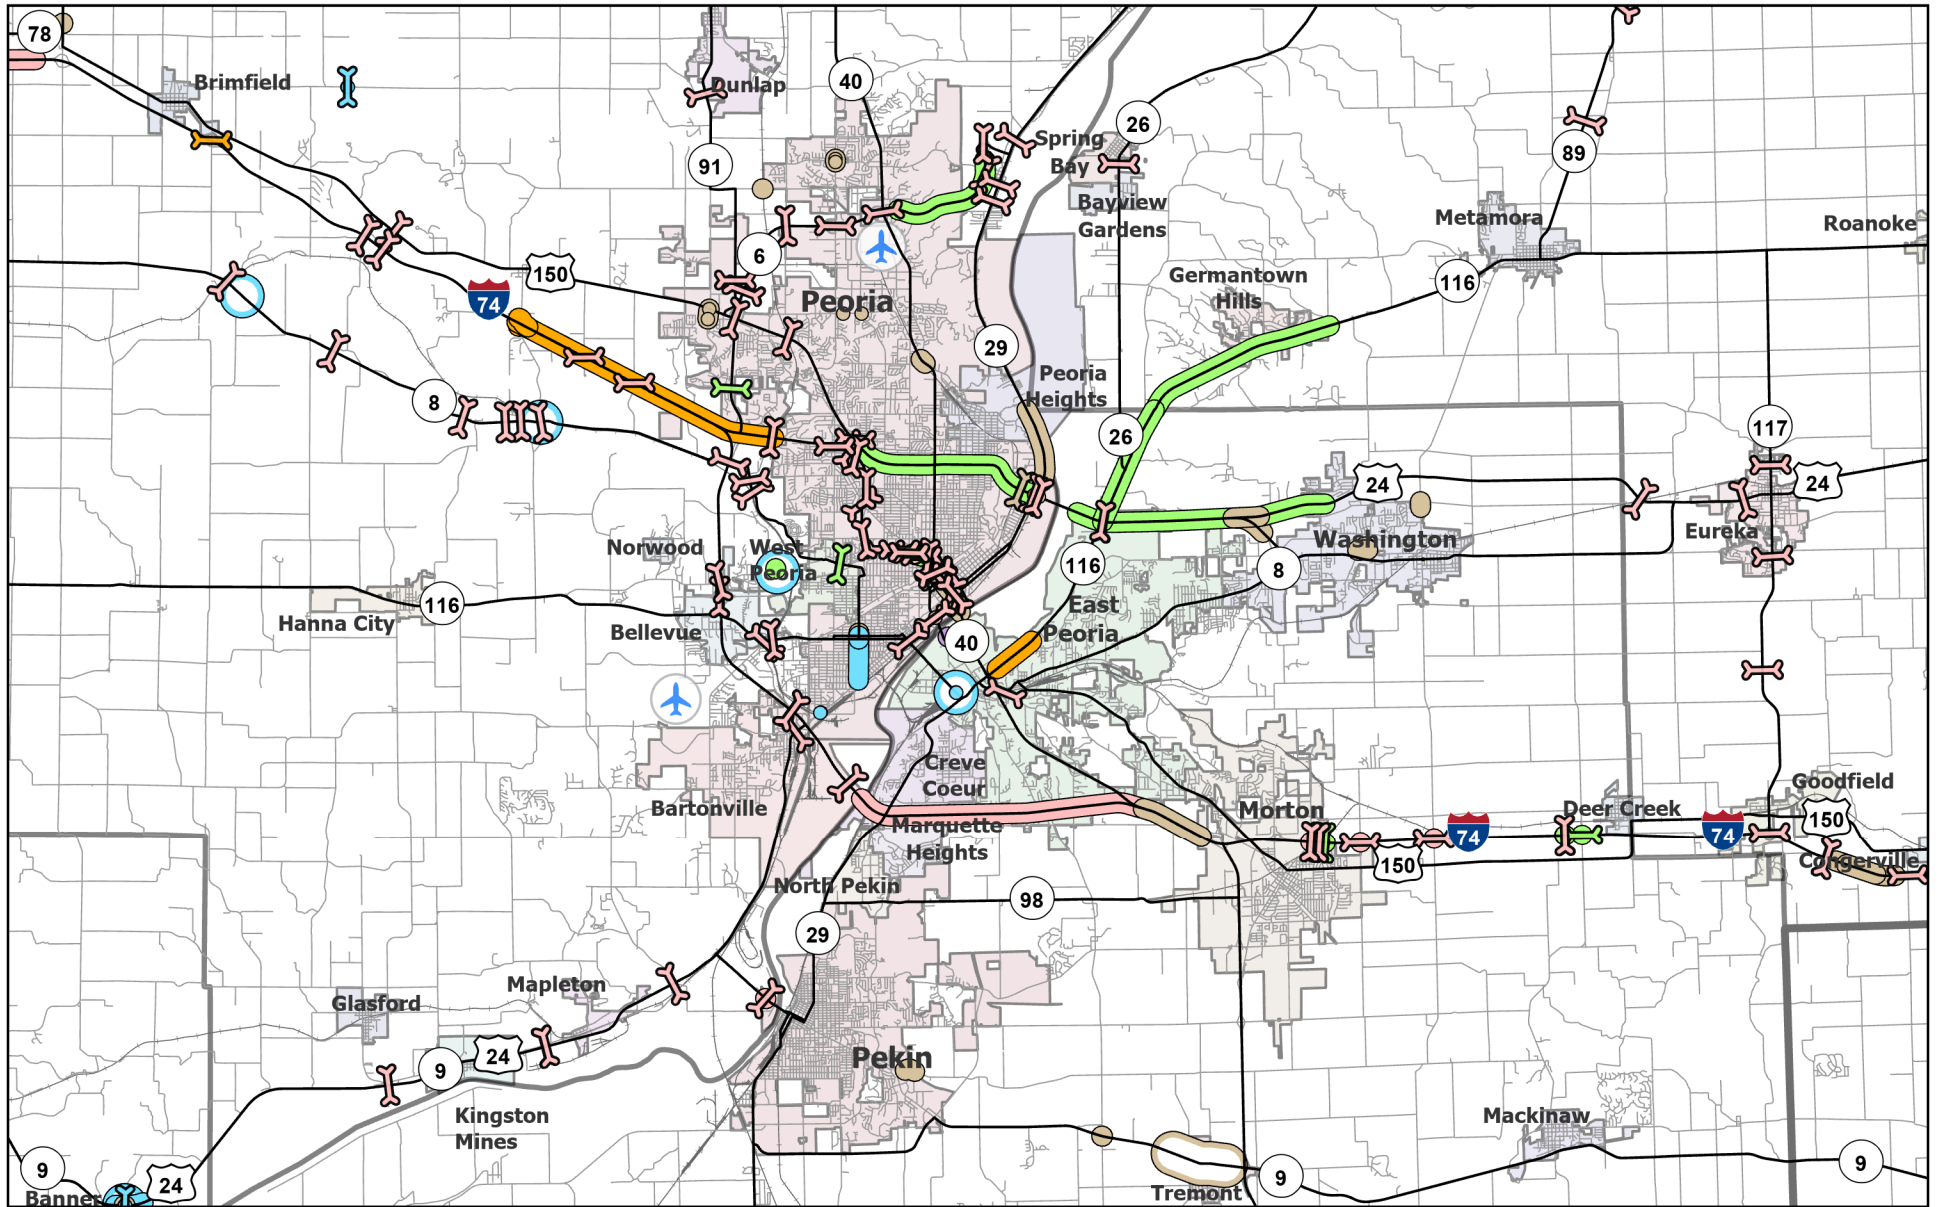 78
Brimfield
Dunlap
40
26
Spring
Bay
89
91
Bayview
Gardens
Metamora
Roanoke
6
150
Germantown
Hills
116
74
Peoria
29
Peoria
Heights
8
26
117
24
24
Eureka
Norwood
West
Peoria
Washington
116
8
Hanna City
116
East
Peoria
Bellevue
40
Creve
Coeur
Goodfield
Bartonville
Morton
Deer Creek
150
74
74
Marquette
Heights
150
Congerville
North Pekin
98
29
Mapleton
Glasford
Pekin
24
9
Kingston
Mines
Mackinaw
9
24
Banner
9
9
Tremont